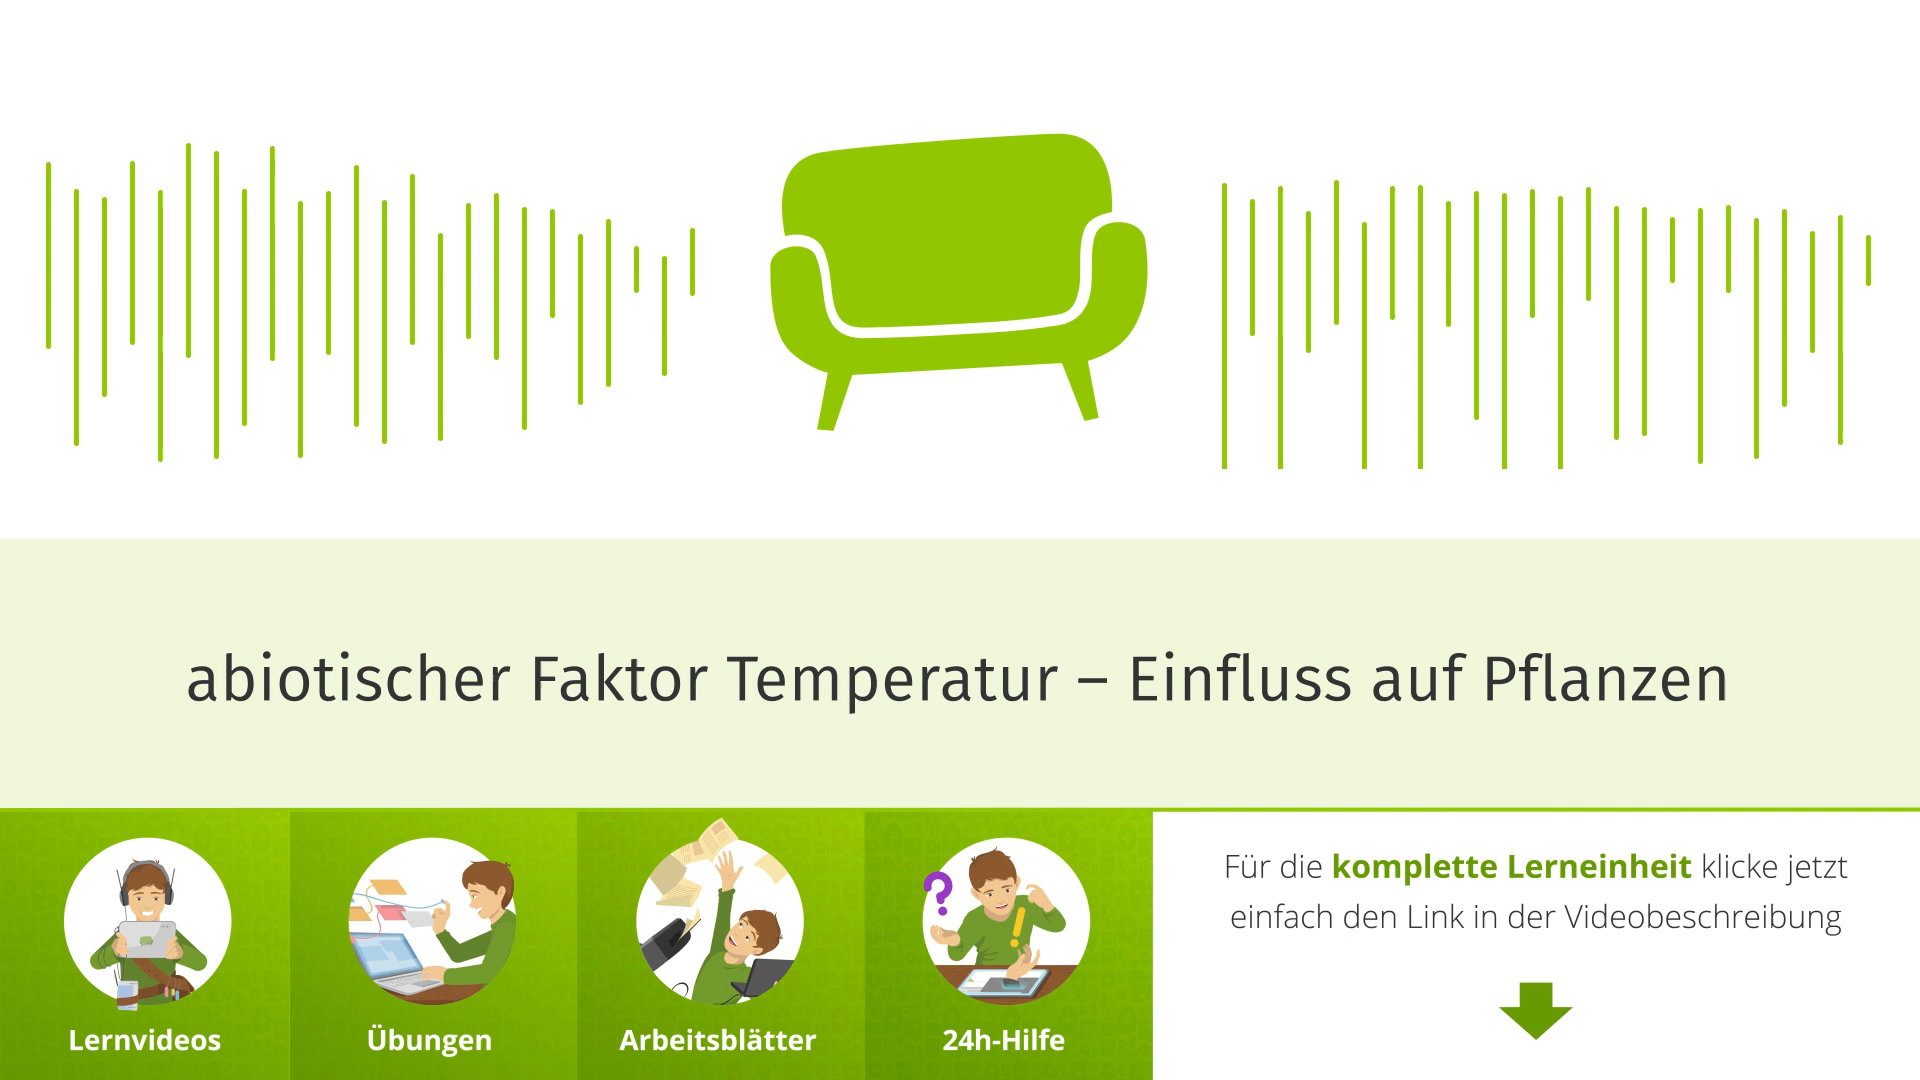 abiotischer Faktor Temperatur – Einfluss auf Pflanzen
Lernvideos
Übungen
Arbeitsblätter
24h-Hilfe
Für die komplette Lerneinheit klicke jetzt
einfach den Link in der Videobeschreibung